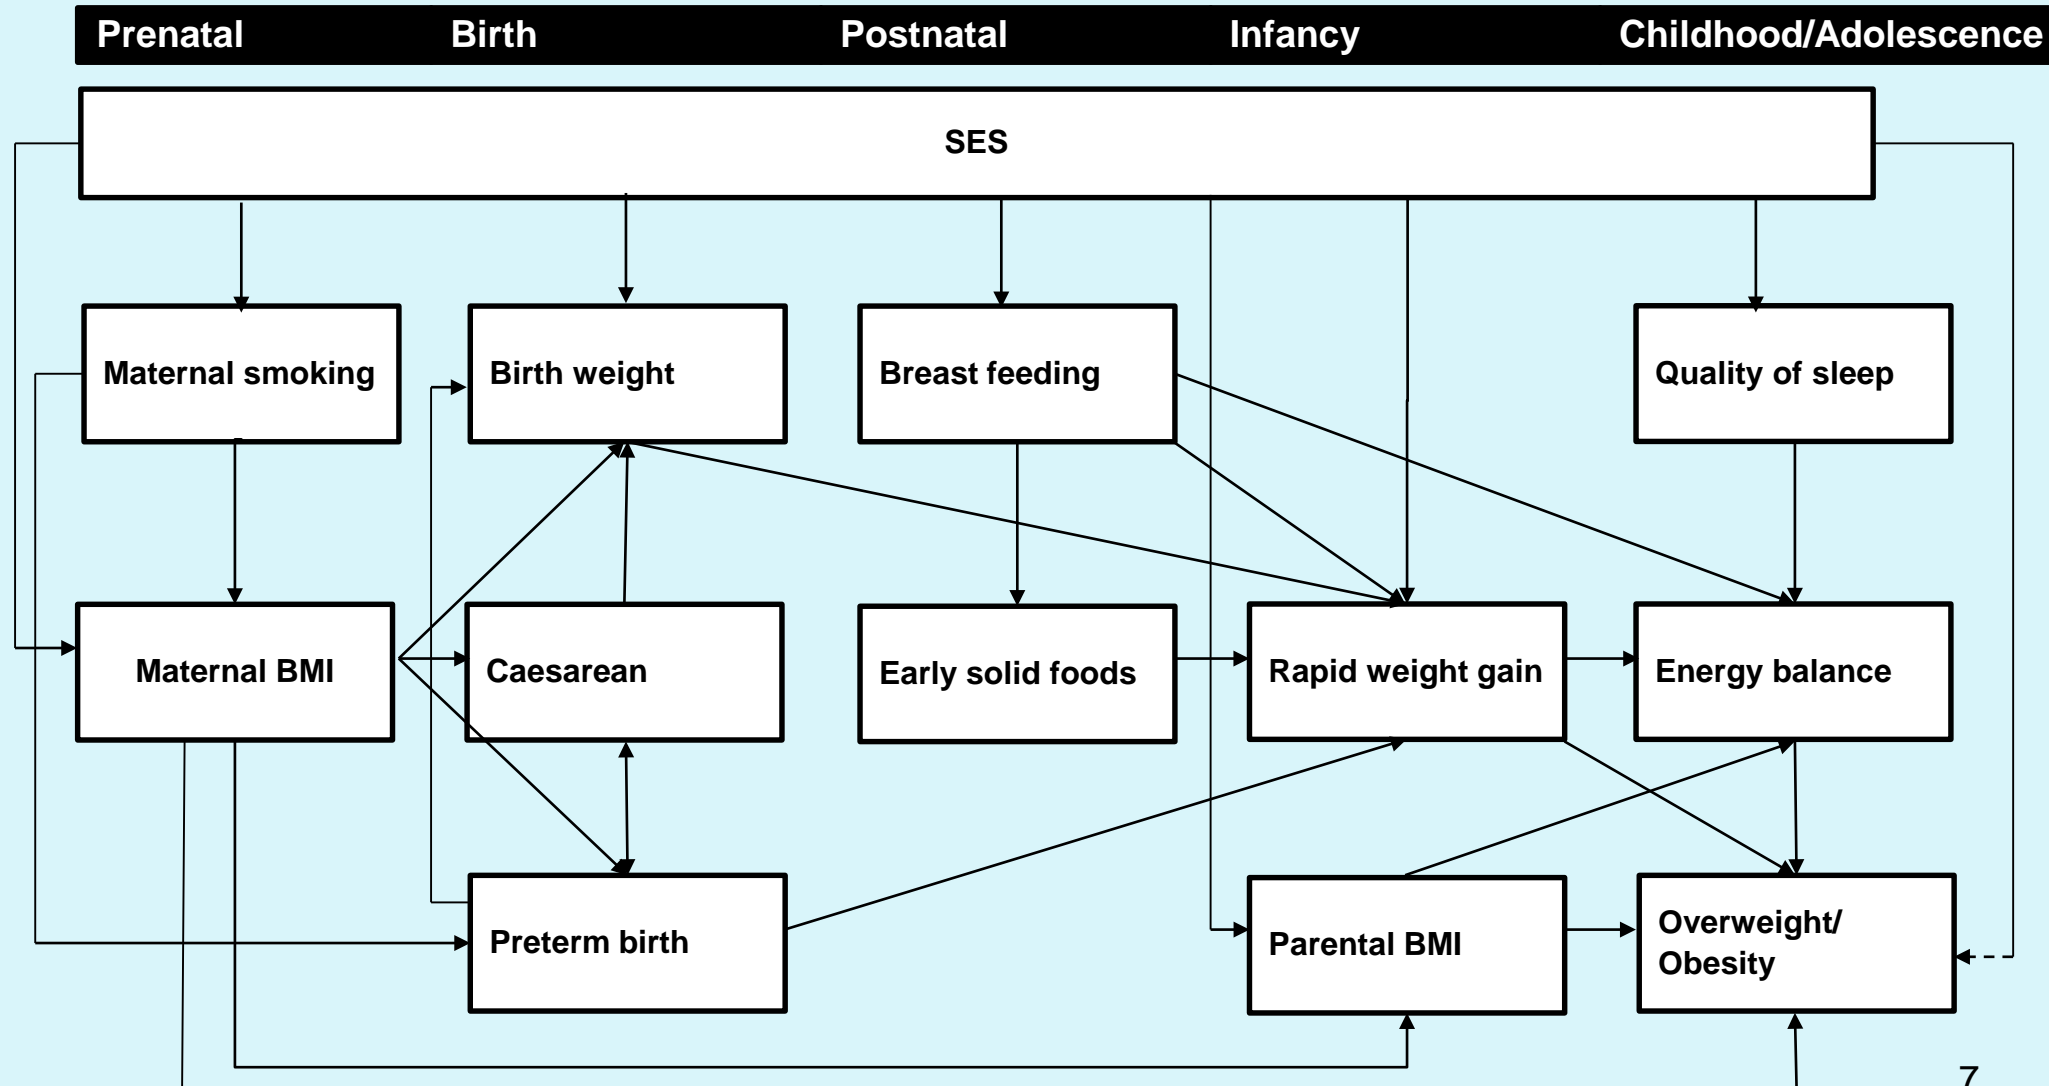 Prenatal
Birth
Postnatal
Infancy
Childhood/Adolescence
SES
Maternal smoking
Birth weight
Breast feeding
Quality of sleep
Maternal BMI
Caesarean
Early solid foods
Rapid weight gain
Energy balance
Preterm birth
Parental BMI
Overweight/
Obesity
7